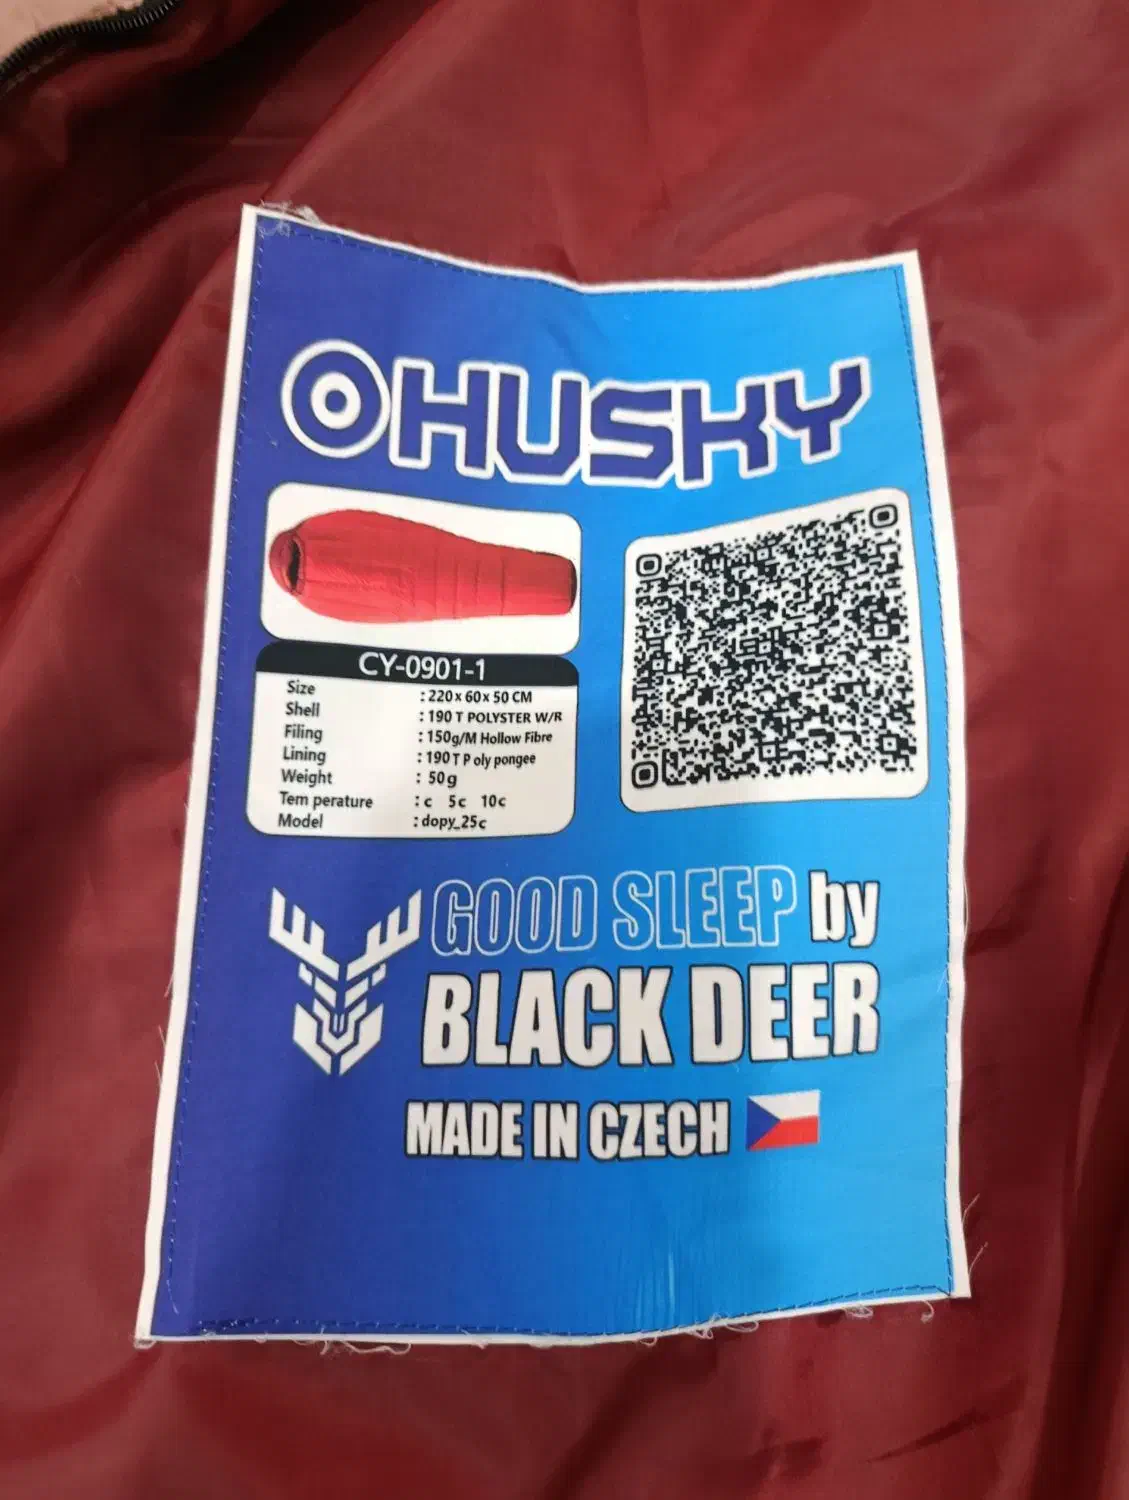 HUSKY
CY-0901-1
Size : 220 x 60 x 50 CM
Shell : 190 T POLYSTER W/R
Filing : 150g/M Hollow Fibre
Lining : 190 T P oly pongee
Weight : 50 g
Tem perature : c 5c 10c
Model : dopy_25c
GOOD SLEEP by
BLACK DEER
MADE IN CZECH